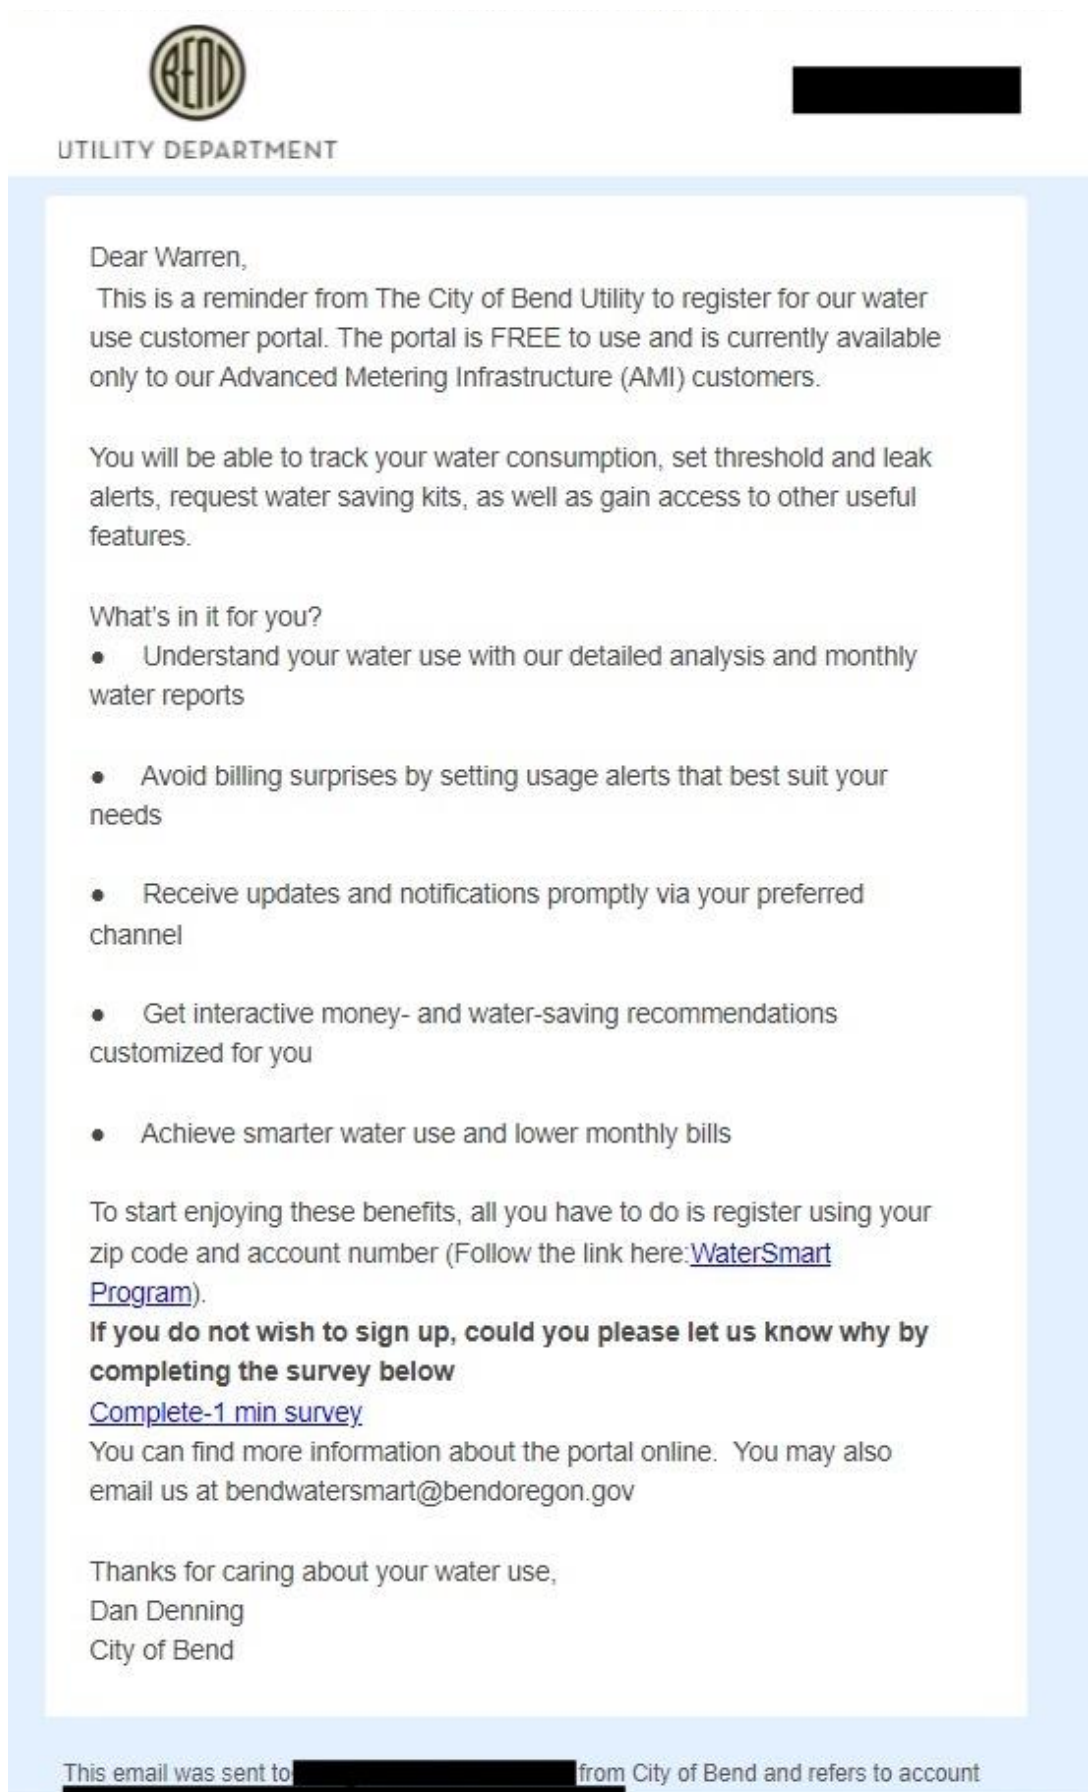 BEND
UTILITY DEPARTMENT
Dear Warren,
This is a reminder from The City of Bend Utility to register for our water
use customer portal. The portal is FREE to use and is currently available
only to our Advanced Metering Infrastructure (AMI) customers.
You will be able to track your water consumption, set threshold and leak
alerts, request water saving kits, as well as gain access to other useful
features.
What's in it for you?
● Understand your water use with our detailed analysis and monthly
water reports
● Avoid billing surprises by setting usage alerts that best suit your
needs
● Receive updates and notifications promptly via your preferred
channel
● Get interactive money- and water-saving recommendations
customized for you
● Achieve smarter water use and lower monthly bills
To start enjoying these benefits, all you have to do is register using your
zip code and account number (Follow the link here:WaterSmart
Program).
If you do not wish to sign up, could you please let us know why by
completing the survey below
Complete-1 min survey
You can find more information about the portal online.  You may also
email us at bendwatersmart@bendoregon.gov
Thanks for caring about your water use,
Dan Denning
City of Bend
This email was sent to from City of Bend and refers to account